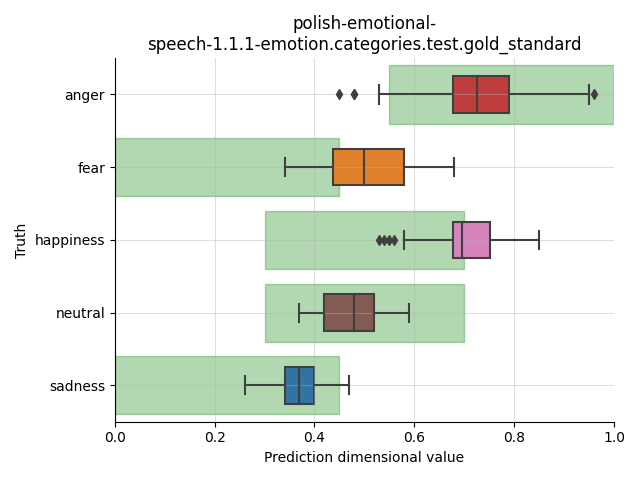 polish-emotional-
speech-1.1.1-emotion.categories.test.gold_standard
anger
fear
happiness
neutral
sadness
Truth
0.0 0.2 0.4 0.6 0.8 1.0
Prediction dimensional value